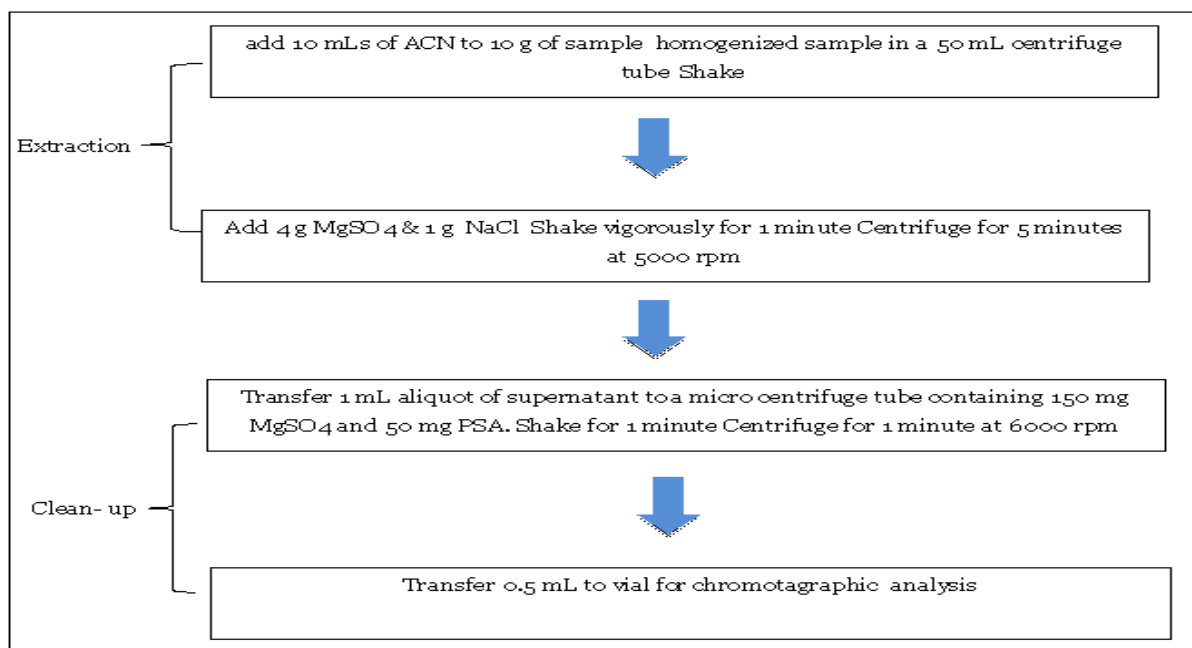 add 10 mLs of ACN to 10 g of sample homogenized sample in a 50 mL centrifuge
tube Shake
Extraction
Add 4 g MgSO4 & 1 g NaCl Shake vigorously for 1 minute Centrifuge for 5 minutes
at 5000 rpm
Transfer 1 mL aliquot of supernatant to a micro centrifuge tube containing 150 mg
MgSO4 and 50 mg PSA. Shake for 1 minute Centrifuge for 1 minute at 6000 rpm
Clean- up
Transfer 0.5 mL to vial for chromotagraphic analysis